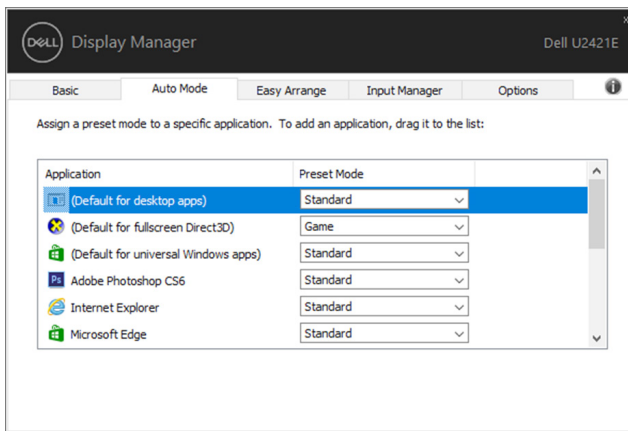 x
DELL Display Manager Dell U2421E
Basic Auto Mode Easy Arrange Input Manager Options i
Assign a preset mode to a specific application. To add an application, drag it to the list:
Application Preset Mode
(Default for desktop apps) Standard
(Default for fullscreen Direct3D) Game
(Default for universal Windows apps) Standard
Ps Adobe Photoshop CS6 Standard
Internet Explorer Standard
Microsoft Edge Standard